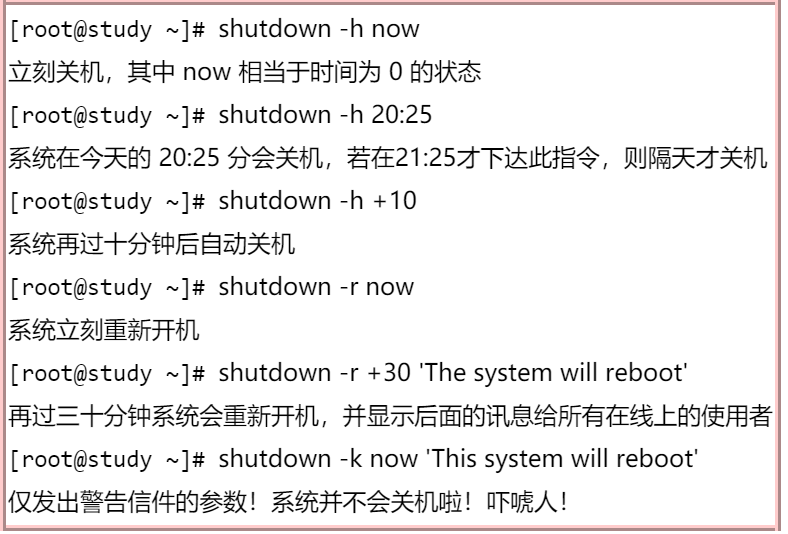 [root@study ~]# shutdown -h now
立刻关机，其中 now 相当于时间为 0 的状态
[root@study ~]# shutdown -h 20:25
系统在今天的 20:25 分会关机，若在21:25才下达此指令，则隔天才关机
[root@study ~]# shutdown -h +10
系统再过十分钟后自动关机
[root@study ~]# shutdown -r now
系统立刻重新开机
[root@study ~]# shutdown -r +30 'The system will reboot'
再过三十分钟系统会重新开机，并显示后面的讯息给所有在线上的使用者
[root@study ~]# shutdown -k now 'This system will reboot'
仅发出警告信件的参数！系统并不会关机啦！吓唬人！